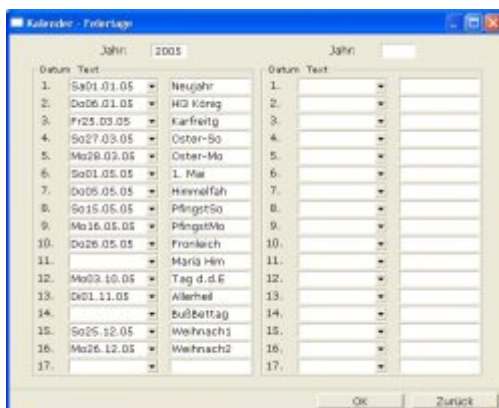 Kalender - Feiertage
Jahr: 2005 Jahr:
Datum Text Datum Text
1. Sa01.01.05 Neujahr 1.
2. Do06.01.05 Hl3 König 2.
3. Fr25.03.05 Karfreitg 3.
4. So27.03.05 Oster-So 4.
5. Mo28.03.05 Oster-Mo 5.
6. So01.05.05 1. Mai 6.
7. Do05.05.05 Himmelfah 7.
8. So15.05.05 PfingstSo 8.
9. Mo16.05.05 PfingstMo 9.
10. Do26.05.05 Fronleich 10.
11. Maria Him 11.
12. Mo03.10.05 Tag d.d.E 12.
13. Di01.11.05 Allerheil 13.
14. BußBettag 14.
15. So25.12.05 Weihnach1 15.
16. Mo26.12.05 Weihnach2 16.
17. 17.
OK Zurück